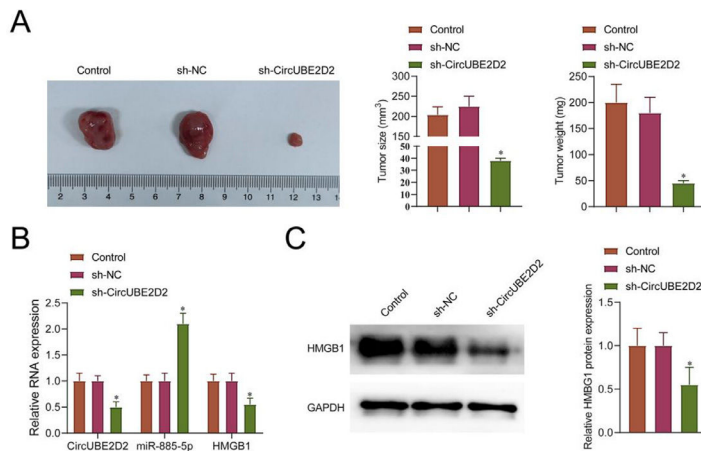 A
Control
sh-NC
sh-CircUBE2D2
2 3 4 5 6 7 8 9 10 11 12 13
Control
sh-NC
sh-CircUBE2D2
Tumor size (mm³)
250
200
150
100
50
40
30
20
10
0
*
Control
sh-NC
sh-CircUBE2D2
Tumor weight (mg)
250
200
150
100
50
0
*
B
Control
sh-NC
sh-CircUBE2D2
Relative RNA expression
2.5
2.0
1.5
1.0
0.5
0.0
* * *
CircUBE2D2 miR-885-5p HMGB1
C
Control
sh-NC
sh-CircUBE2D2
HMGB1
GAPDH
Control
sh-NC
sh-CircUBE2D2
Relative HMBG1 protein expression
1.5
1.0
0.5
0.0
*